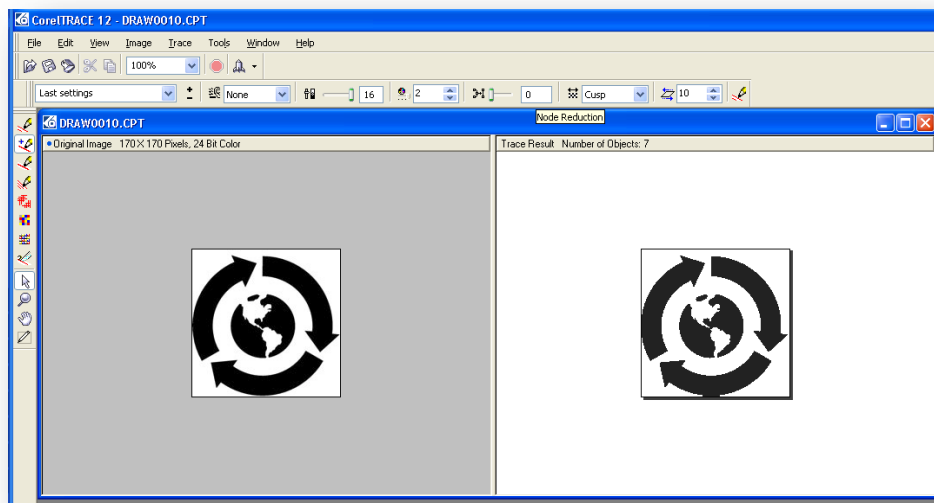 CorelTRACE 12 - DRAW0010.CPT
File Edit View Image Trace Tools Window Help
100%
Last settings None 16 2 0 Cusp 10
Node Reduction
DRAW0010.CPT
Original Image 170 X 170 Pixels, 24 Bit Color
Trace Result Number of Objects: 7